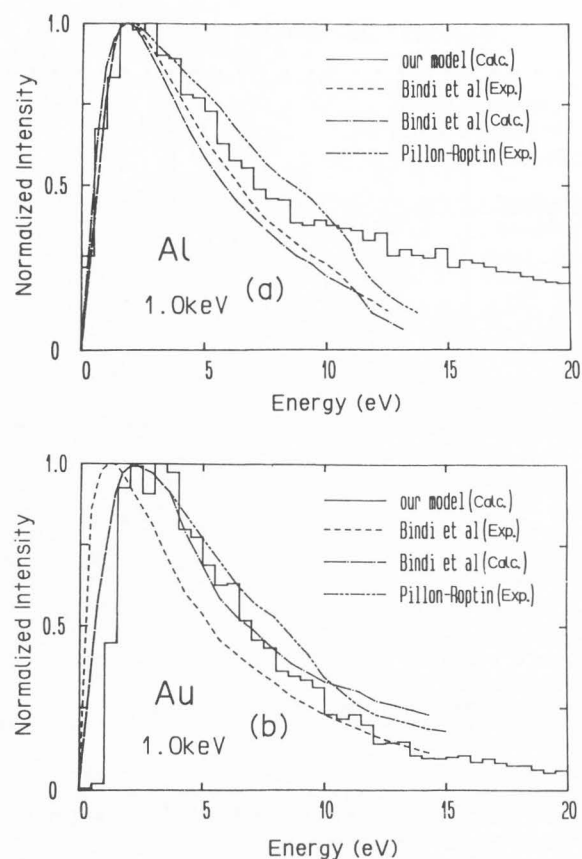 1.0
our model (Calc.)
Bindi et al (Exp.)
Bindi et al (Calc.)
Pillon-Roptin (Exp.)
Normalized Intensity
0.5
Al
(a)
1.0keV
0
0 5 10 15 20
Energy (eV)
1.0
our model (Calc.)
Bindi et al (Exp.)
Bindi et al (Calc.)
Pillon-Roptin (Exp.)
Normalized Intensity
0.5
Au
(b)
1.0keV
0
0 5 10 15 20
Energy (eV)